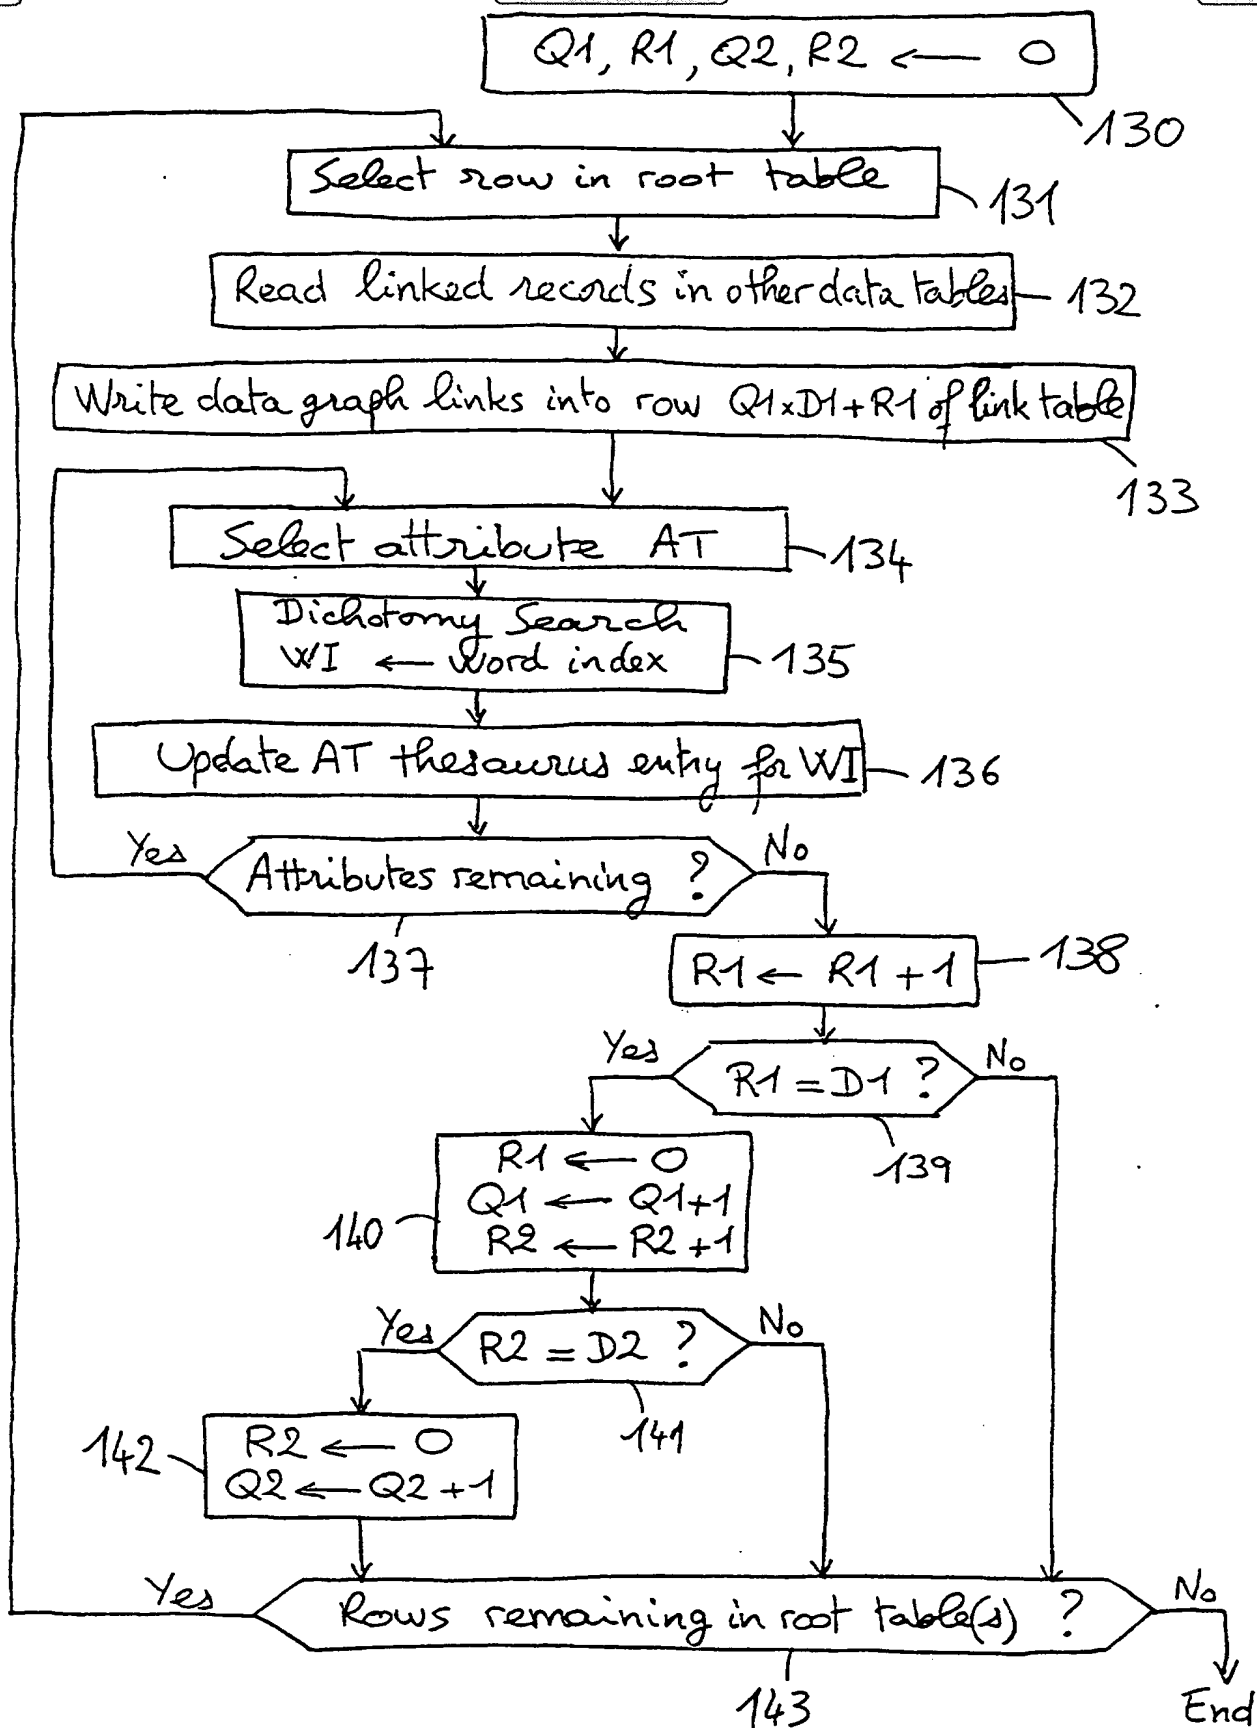 Q1, R1, Q2, R2 ← 0
130
Select row in root table
131
Read linked records in other data tables
132
Write data graph links into row Q1×D1+R1 of link table
133
Select attribute AT
134
Dichotomy Search
WI ← word index
135
Update AT thesaurus entry for WI
136
Yes
Attributes remaining ?
No
137
R1 ← R1 + 1
138
Yes
R1 = D1 ?
No
139
R1 ← 0
Q1 ← Q1+1
R2 ← R2 +1
140
Yes
R2 = D2 ?
No
141
R2 ← 0
Q2 ← Q2 +1
142
Yes
Rows remaining in root table(s) ?
No
143
End